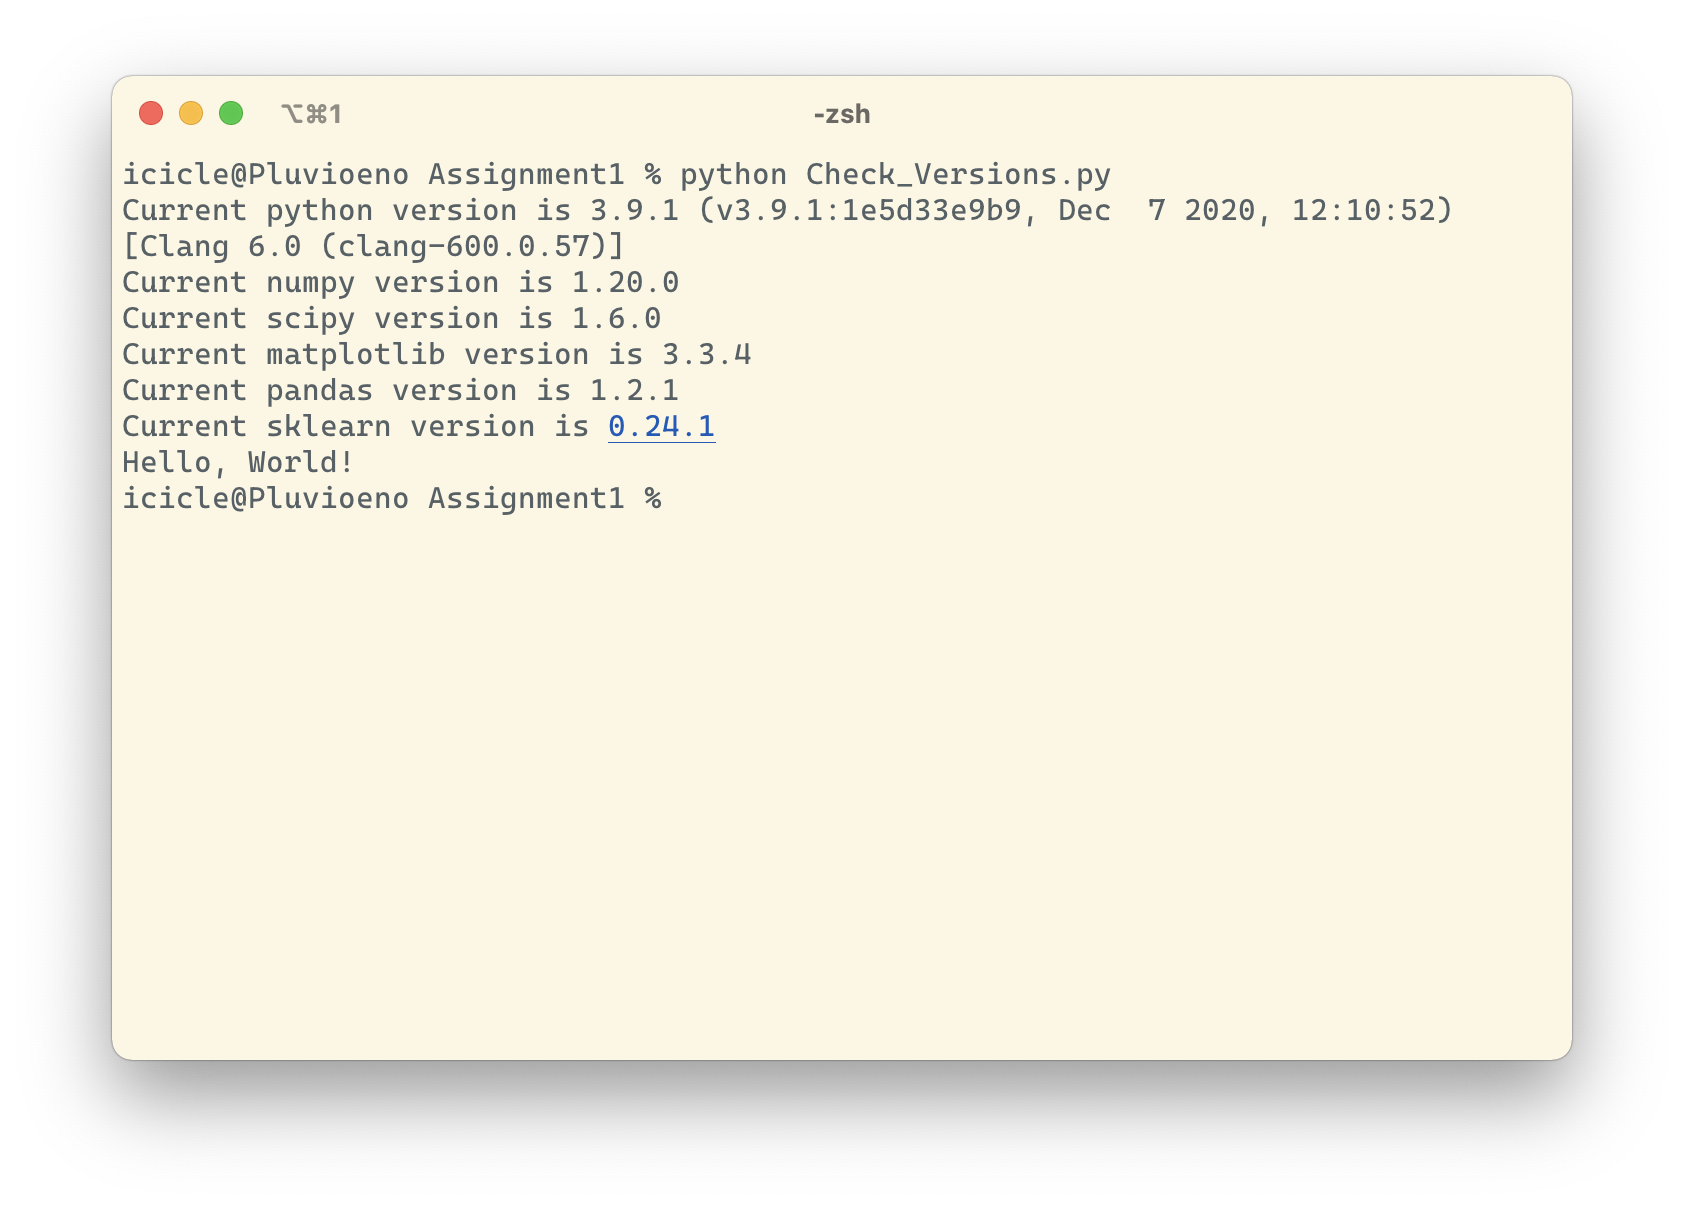 ⌥⌘1
-zsh
icicle@Pluvioeno Assignment1 % python Check_Versions.py
Current python version is 3.9.1 (v3.9.1:1e5d33e9b9, Dec  7 2020, 12:10:52)
[Clang 6.0 (clang-600.0.57)]
Current numpy version is 1.20.0
Current scipy version is 1.6.0
Current matplotlib version is 3.3.4
Current pandas version is 1.2.1
Current sklearn version is 0.24.1
Hello, World!
icicle@Pluvioeno Assignment1 %